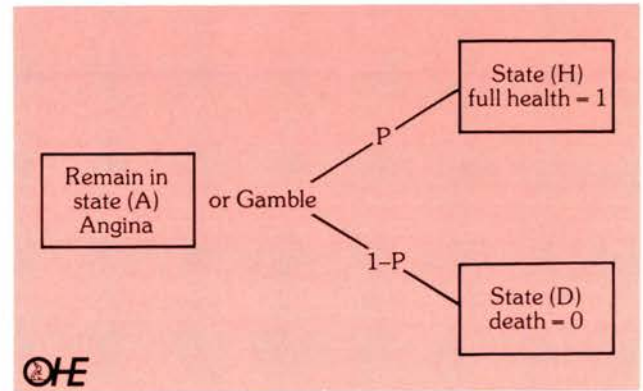 State (H)
full health = 1
P
Remain in
state (A)
Angina
or Gamble
1–P
State (D)
death = 0
OHE